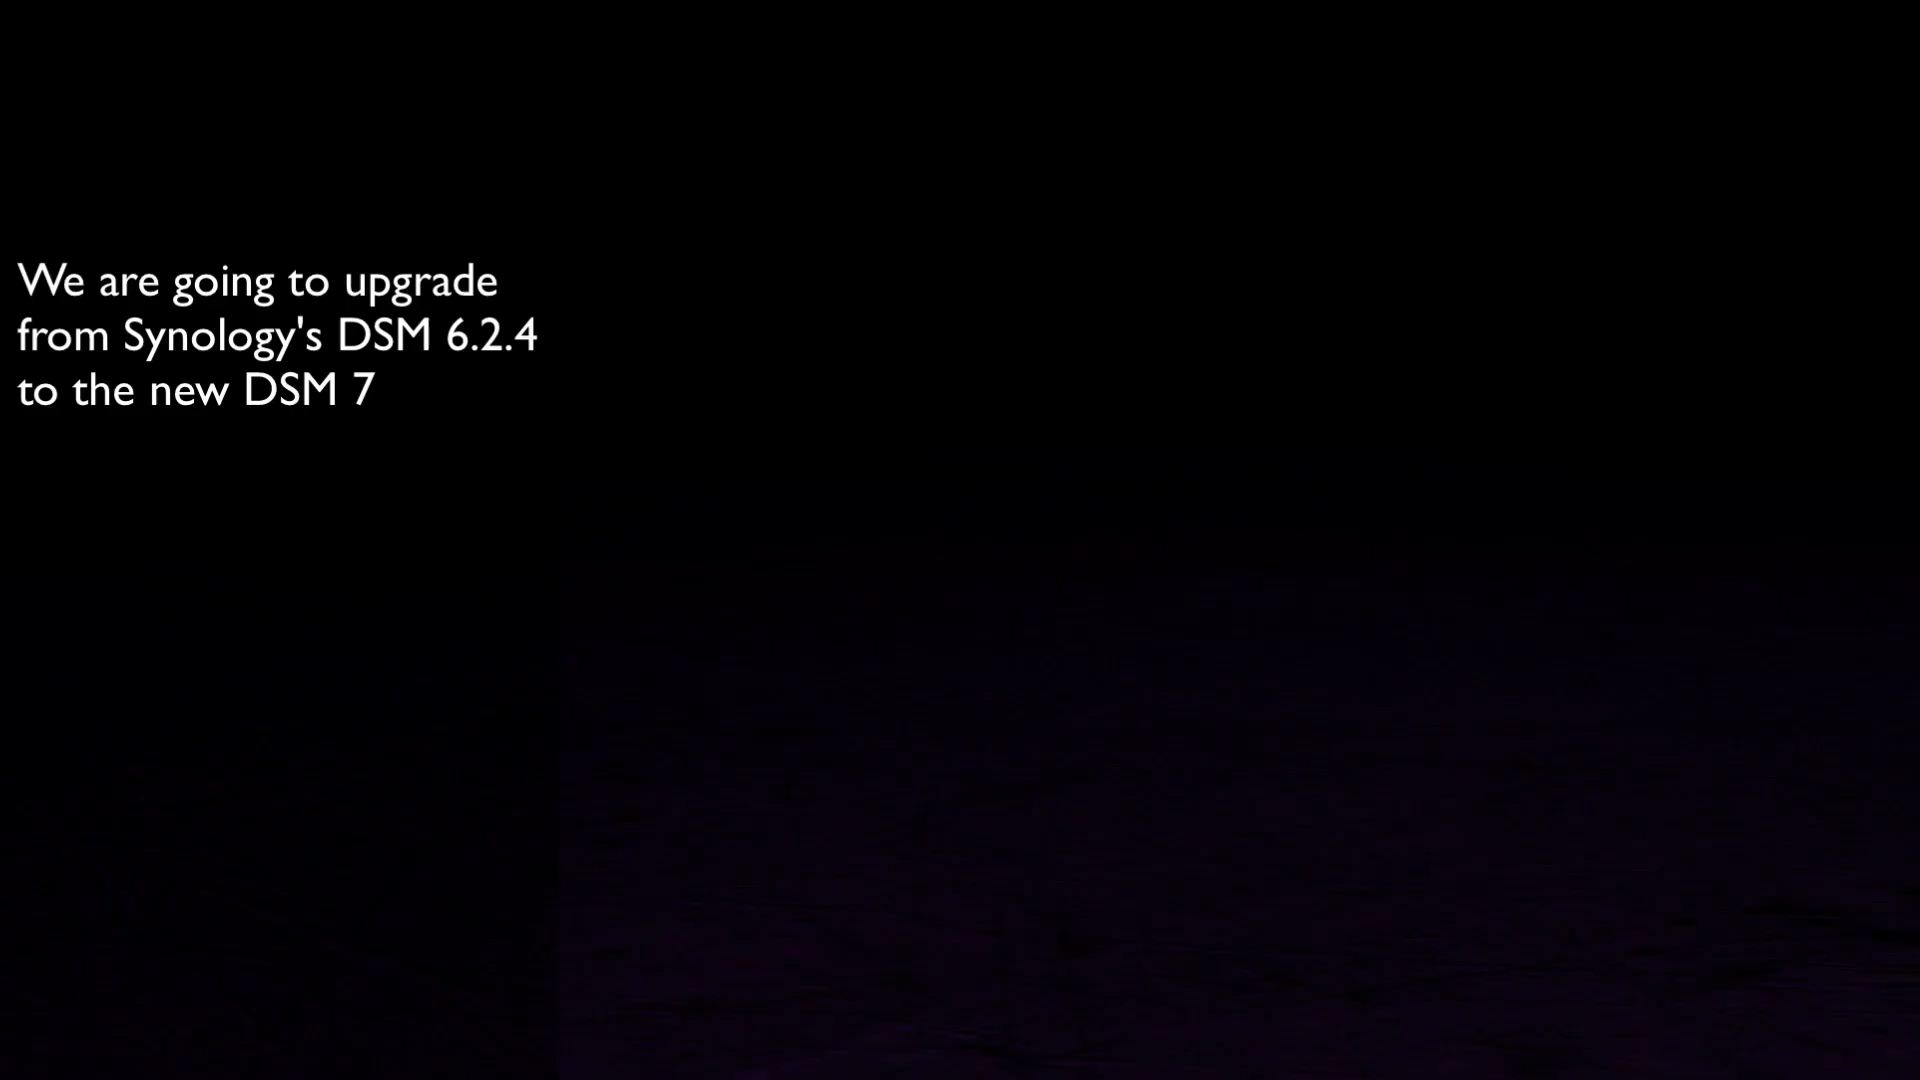 We are going to upgrade
from Synology's DSM 6.2.4
to the new DSM 7